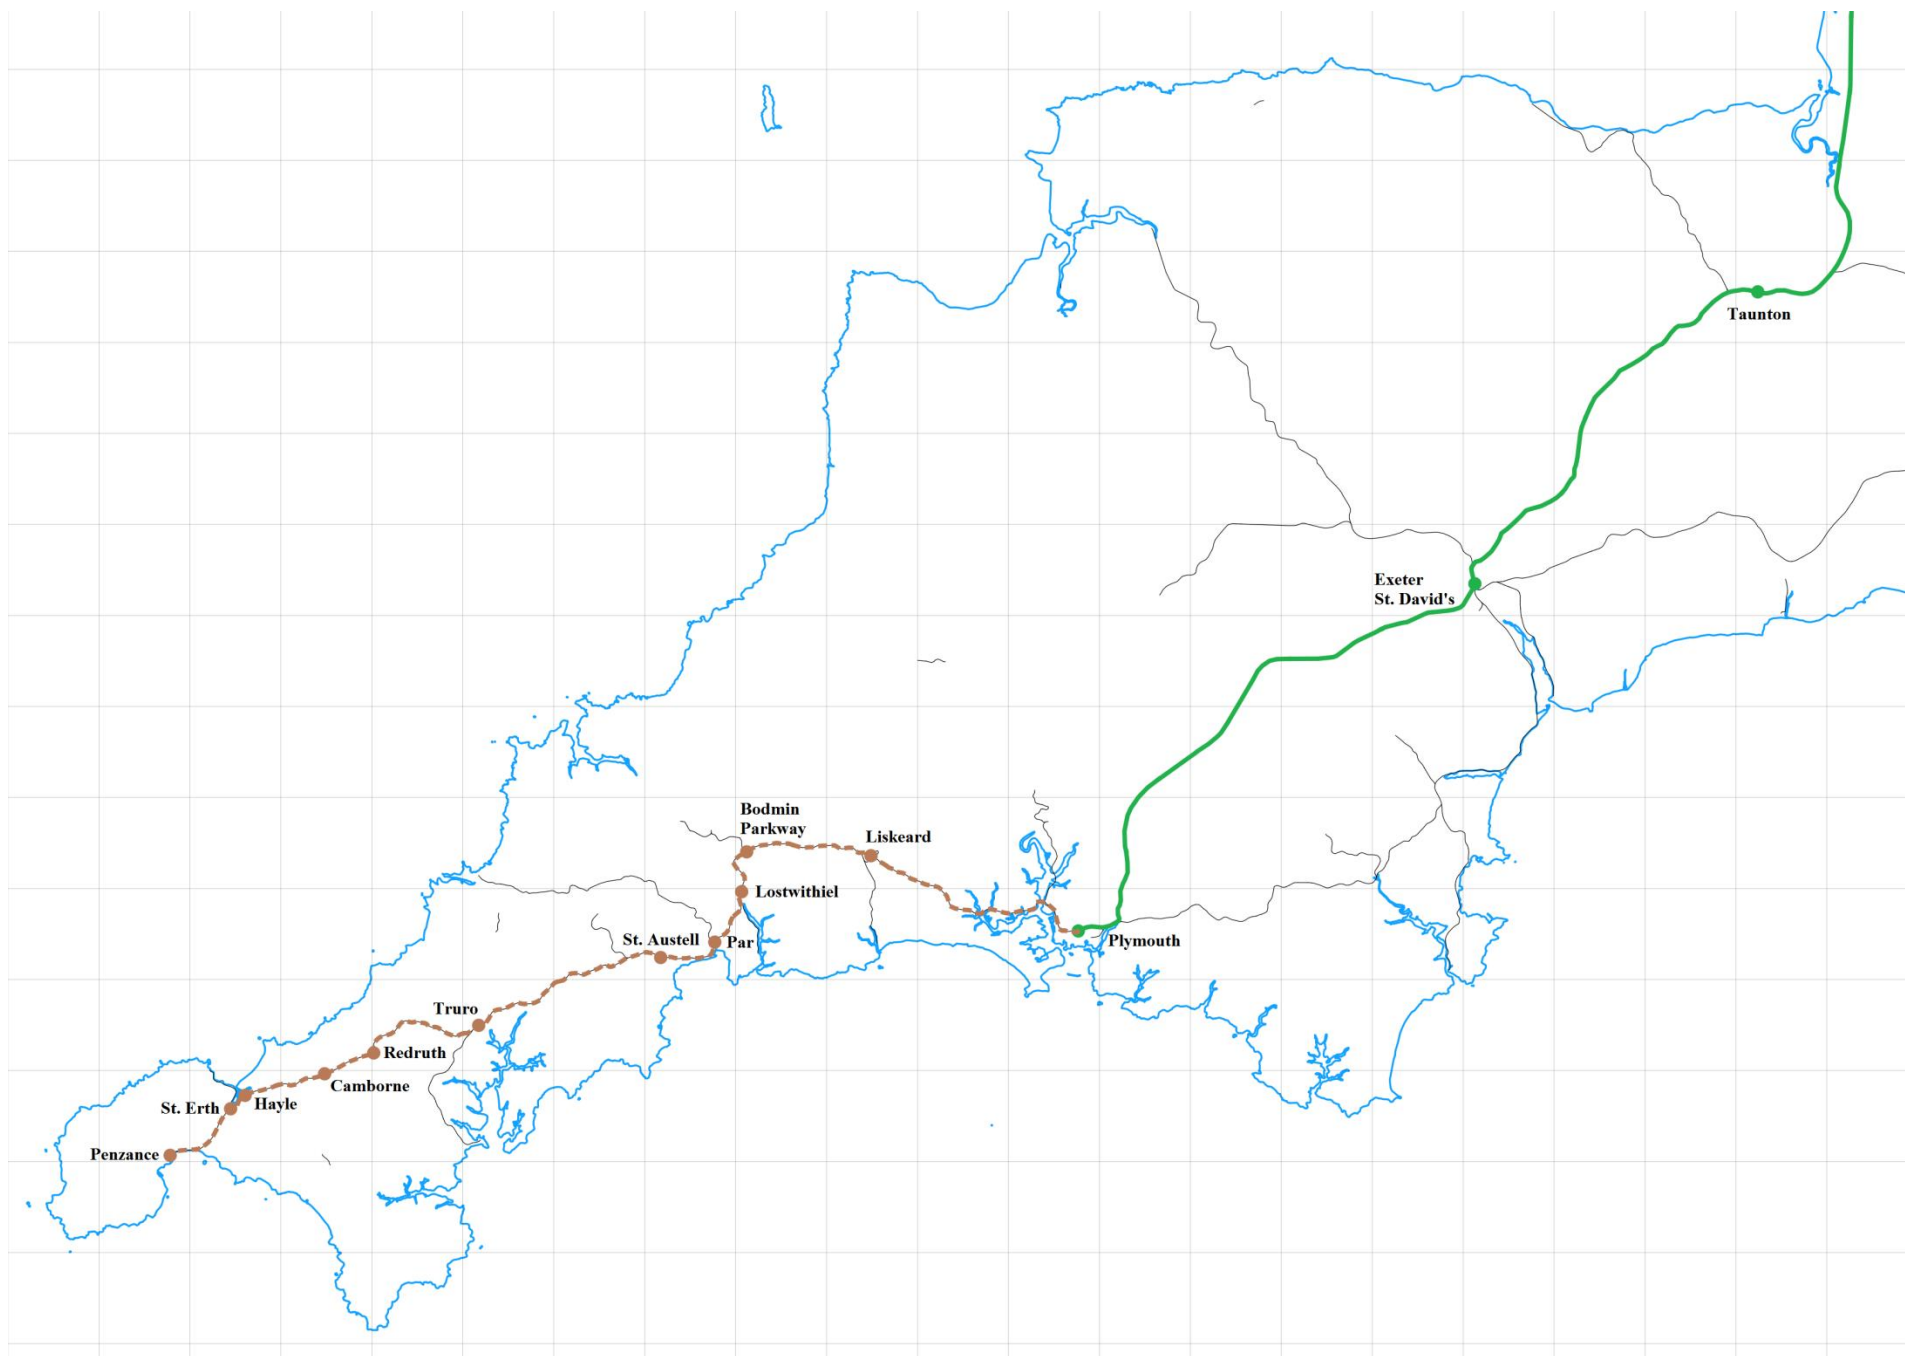 Taunton
Exeter
St. David's
Bodmin
Parkway
Liskeard
Lostwithiel
St. Austell
Par
Plymouth
Truro
Redruth
Camborne
Hayle
St. Erth
Penzance